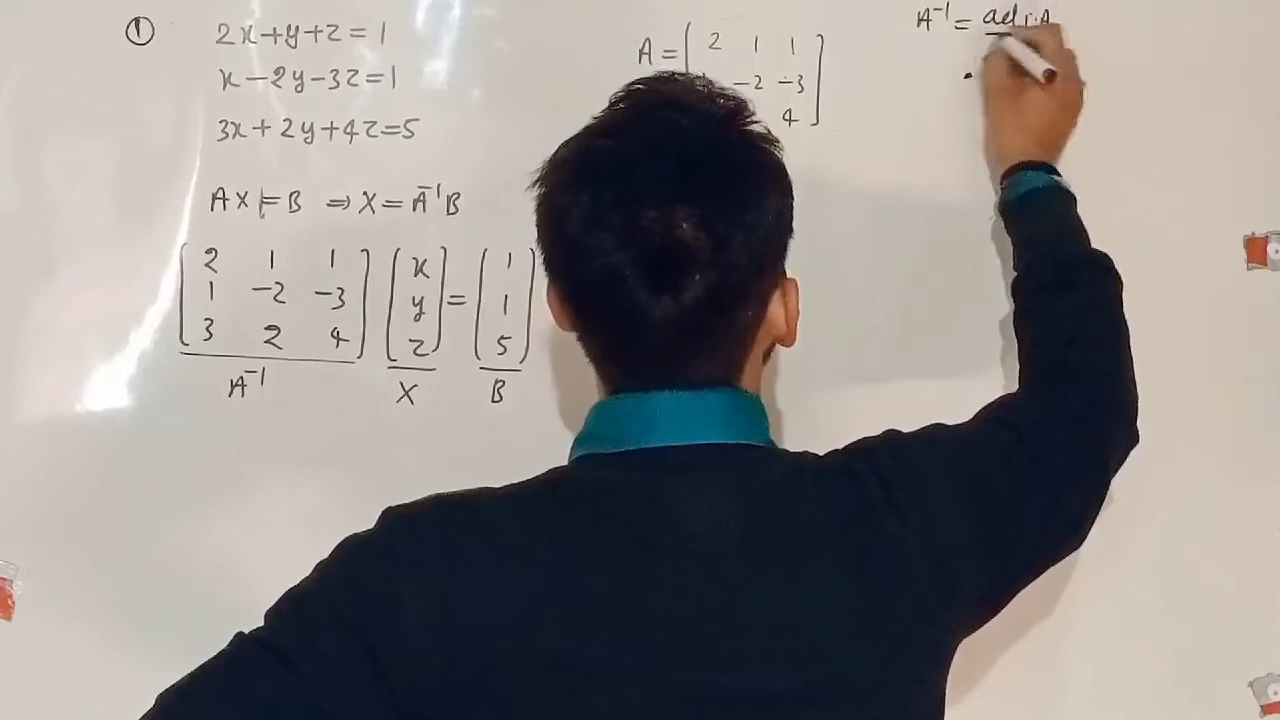 ① 2x+y+z=1
x-2y-3z=1
3x+2y+4z=5
AX=B ⇒ X=A⁻¹B
[2 1 1] [x] = [1]
[1 -2 -3] [y] [1]
[3 2 4] [z] [5]
A⁻¹ X B
A = [2 1 1]
-2 -3
4
A⁻¹ = adj.A